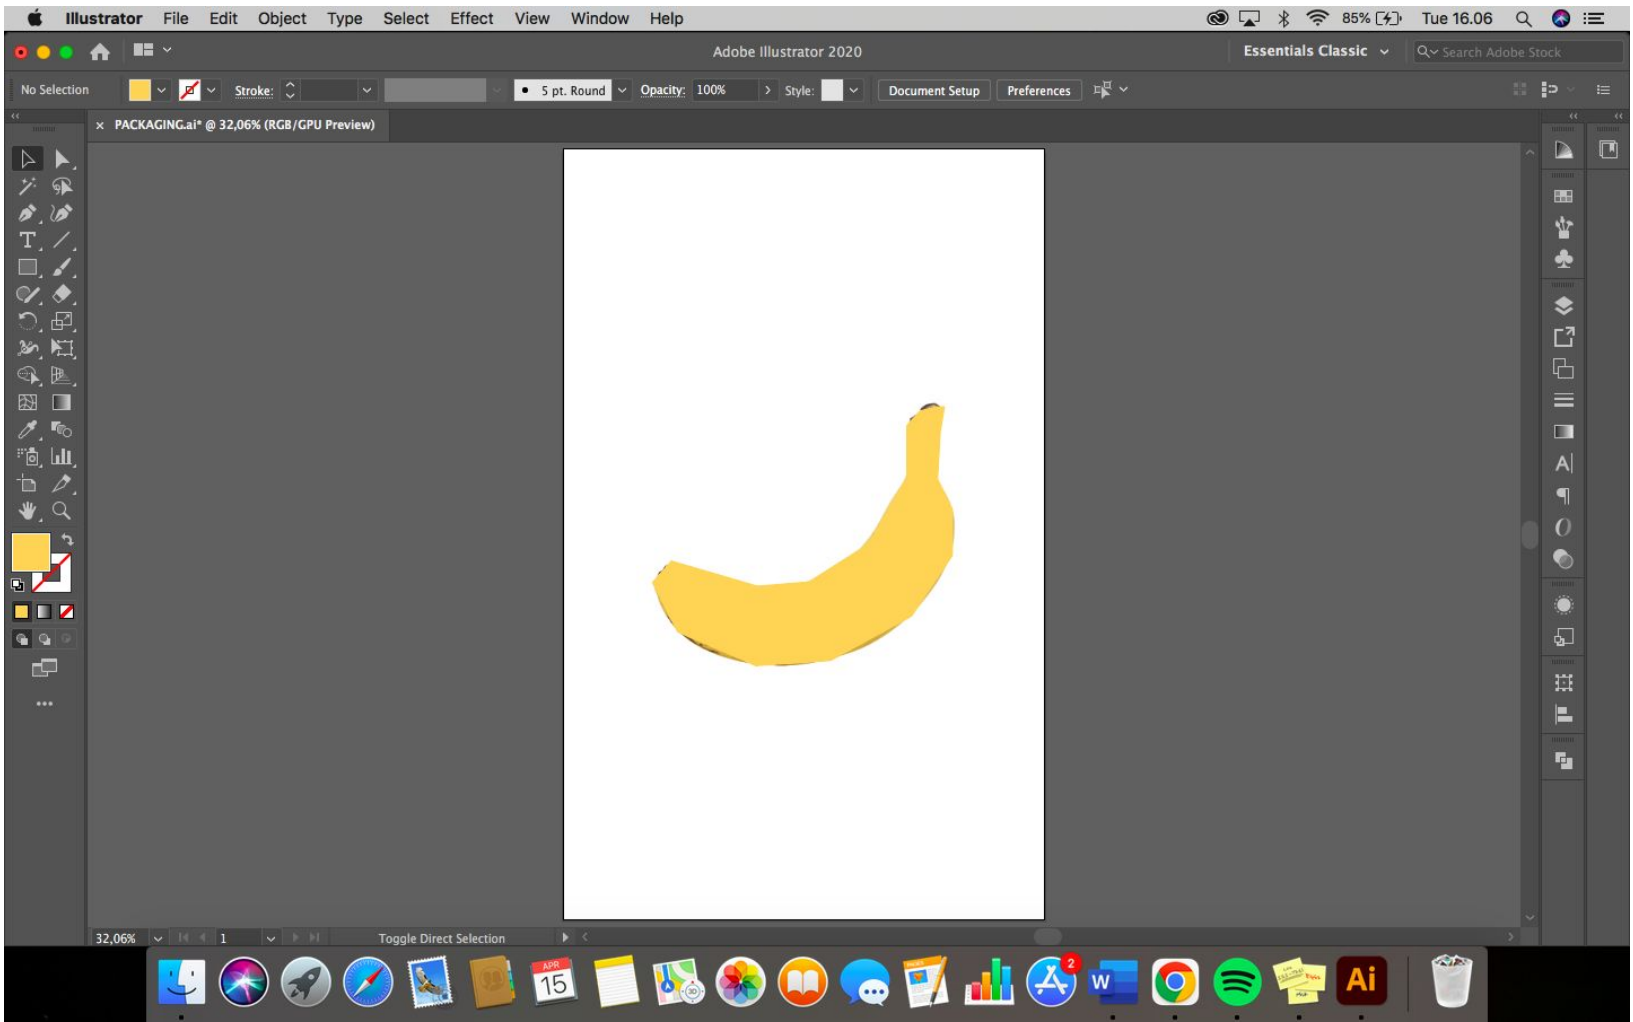 Illustrator File Edit Object Type Select Effect View Window Help 85% Tue 16.06
Adobe Illustrator 2020 Essentials Classic Search Adobe Stock
No Selection Stroke: 5 pt. Round Opacity: 100% Style: Document Setup Preferences
× PACKAGING.ai* @ 32,06% (RGB/GPU Preview)
32,06% 1 Toggle Direct Selection
APR
15
2
W
Ai